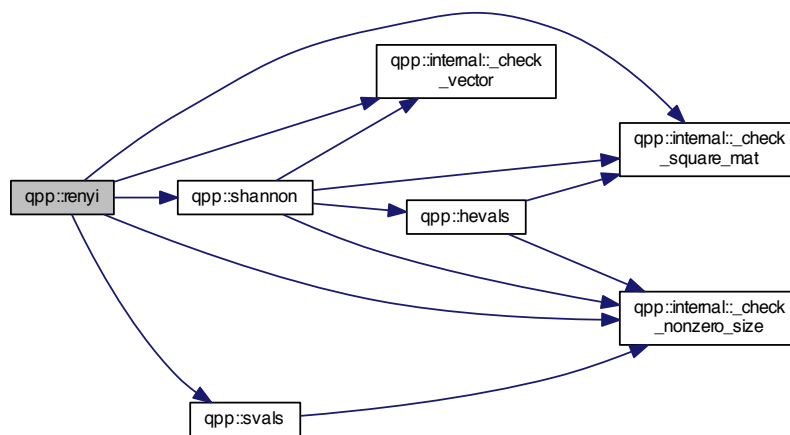 qpp::internal::_check
_vector
qpp::internal::_check
_square_mat
qpp::renyi
qpp::shannon
qpp::hevals
qpp::internal::_check
_nonzero_size
qpp::svals